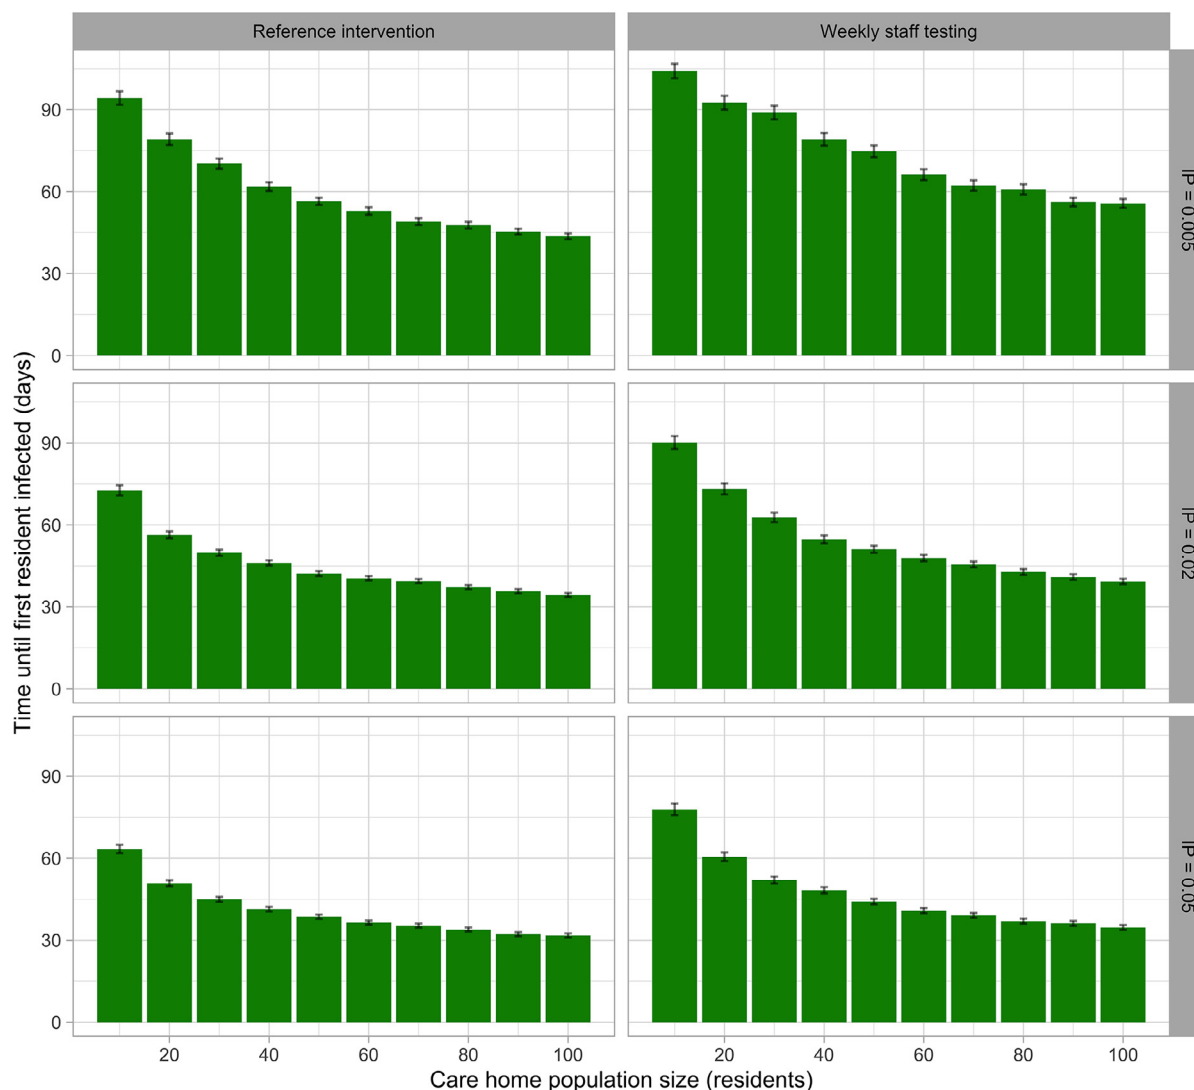 Reference intervention
Weekly staff testing
90
60
30
0
IP = 0.005
90
60
30
0
IP = 0.02
90
60
30
0
IP = 0.05
Time until first resident infected (days)
20 40 60 80 100
20 40 60 80 100
Care home population size (residents)